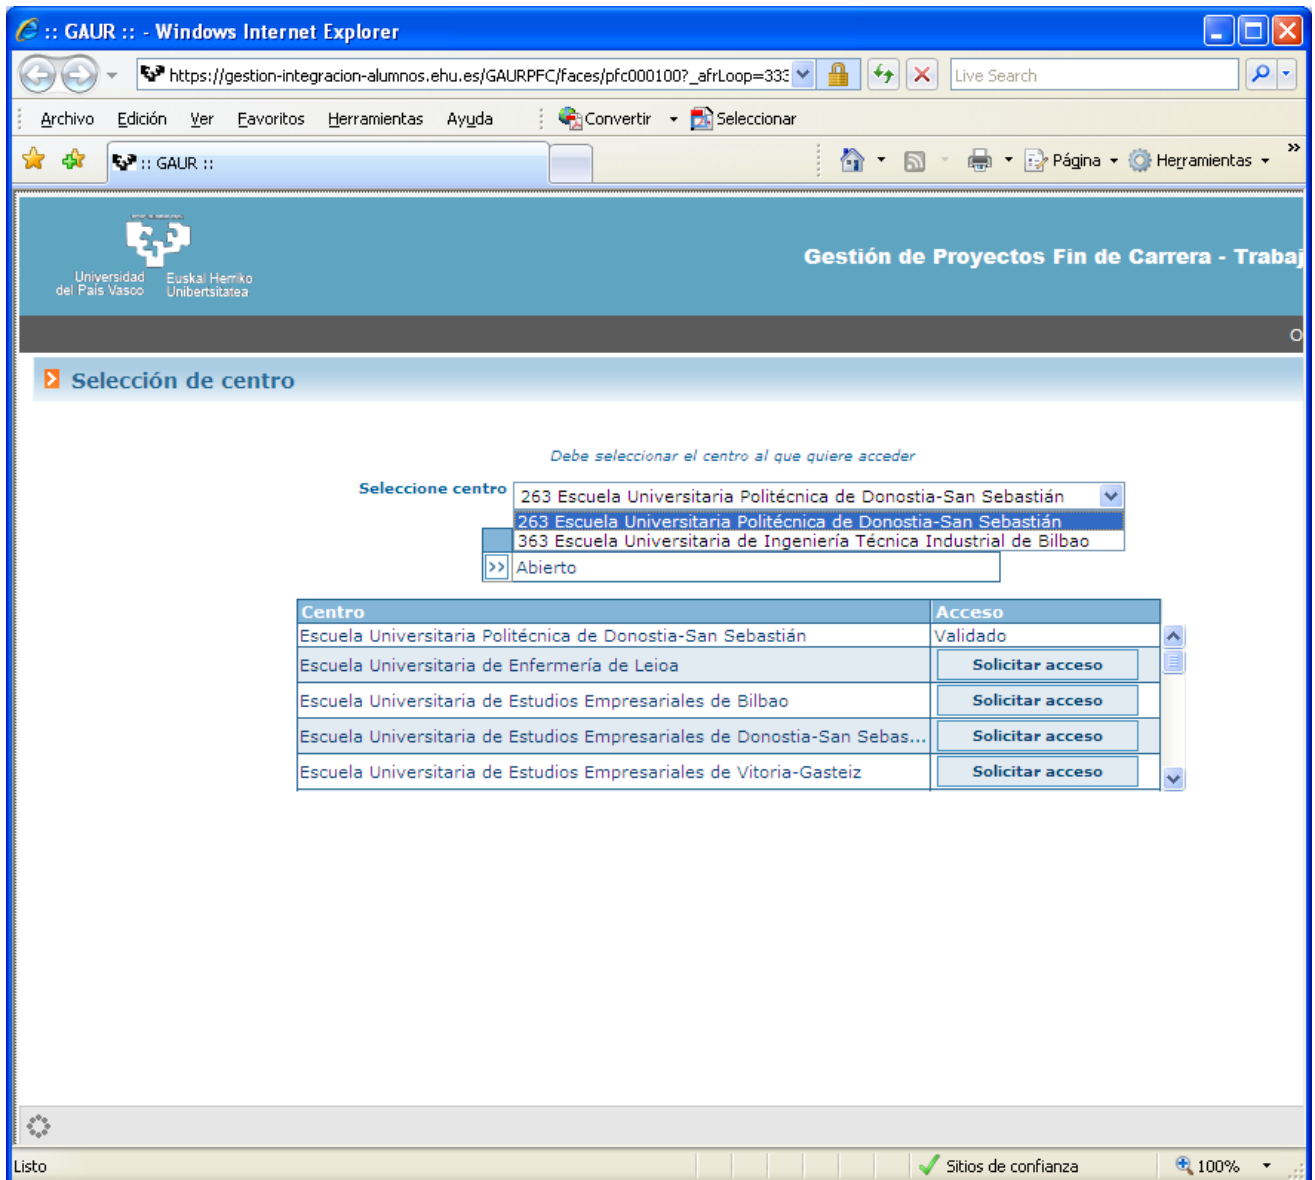 :: GAUR :: - Windows Internet Explorer
https://gestion-integracion-alumnos.ehu.es/GAURPFC/faces/pfc000100?_afrLoop=333
Live Search
Archivo Edición Ver Favoritos Herramientas Ayuda Convertir Seleccionar
:: GAUR :: Página Herramientas »
Gestión de Proyectos Fin de Carrera - Trabaj
Universidad del País Vasco
Euskal Herriko Unibertsitatea
O
Selección de centro
Debe seleccionar el centro al que quiere acceder
Seleccione centro 263 Escuela Universitaria Politécnica de Donostia-San Sebastián
263 Escuela Universitaria Politécnica de Donostia-San Sebastián
363 Escuela Universitaria de Ingeniería Técnica Industrial de Bilbao
>> Abierto
Centro Acceso
Escuela Universitaria Politécnica de Donostia-San Sebastián Validado
Escuela Universitaria de Enfermería de Leioa Solicitar acceso
Escuela Universitaria de Estudios Empresariales de Bilbao Solicitar acceso
Escuela Universitaria de Estudios Empresariales de Donostia-San Sebas... Solicitar acceso
Escuela Universitaria de Estudios Empresariales de Vitoria-Gasteiz Solicitar acceso
Listo Sitios de confianza 100%